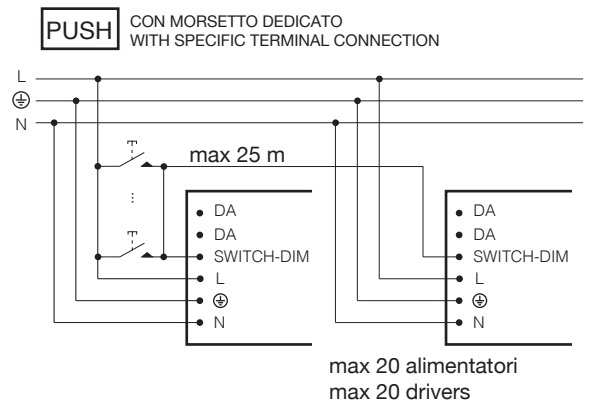 PUSH
CON MORSETTO DEDICATO
WITH SPECIFIC TERMINAL CONNECTION
L
N
max 25 m
...
DA
DA
SWITCH-DIM
L
N
DA
DA
SWITCH-DIM
L
N
max 20 alimentatori
max 20 drivers